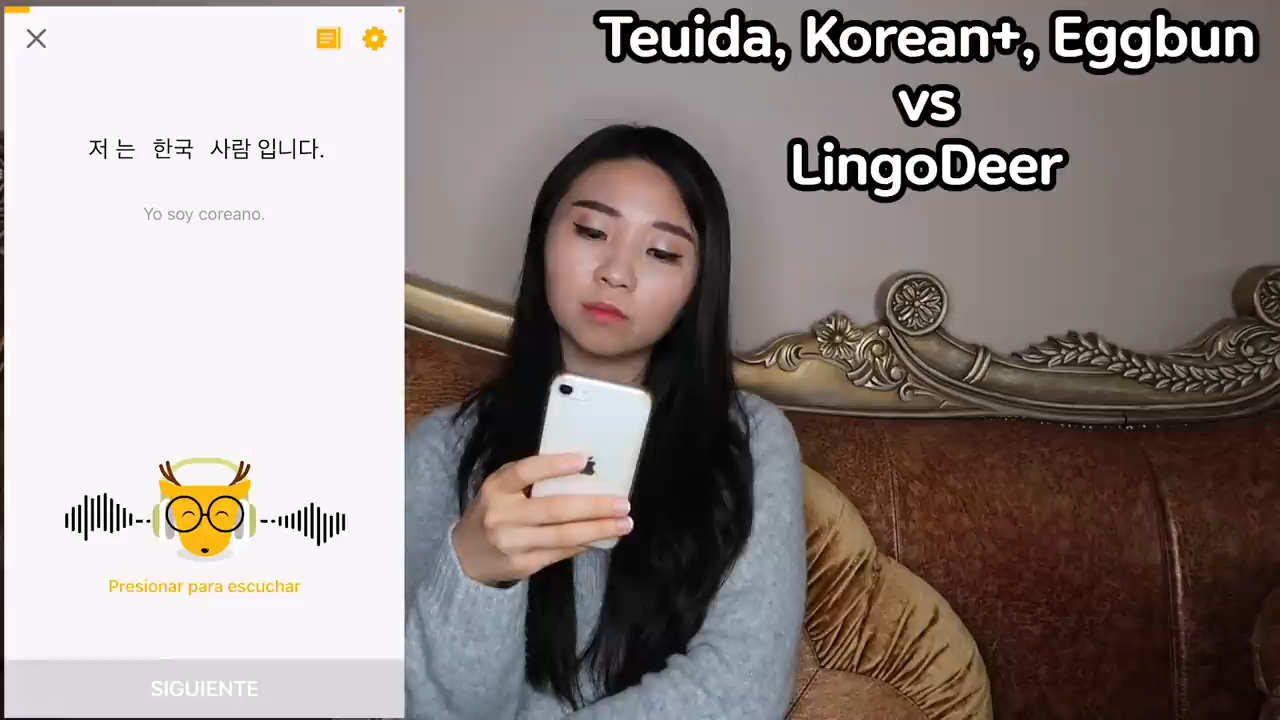 저 는 한국 사람 입니다.
Yo soy coreano.
Presionar para escuchar
SIGUIENTE
Teuida, Korean+, Eggbun
vs
LingoDeer